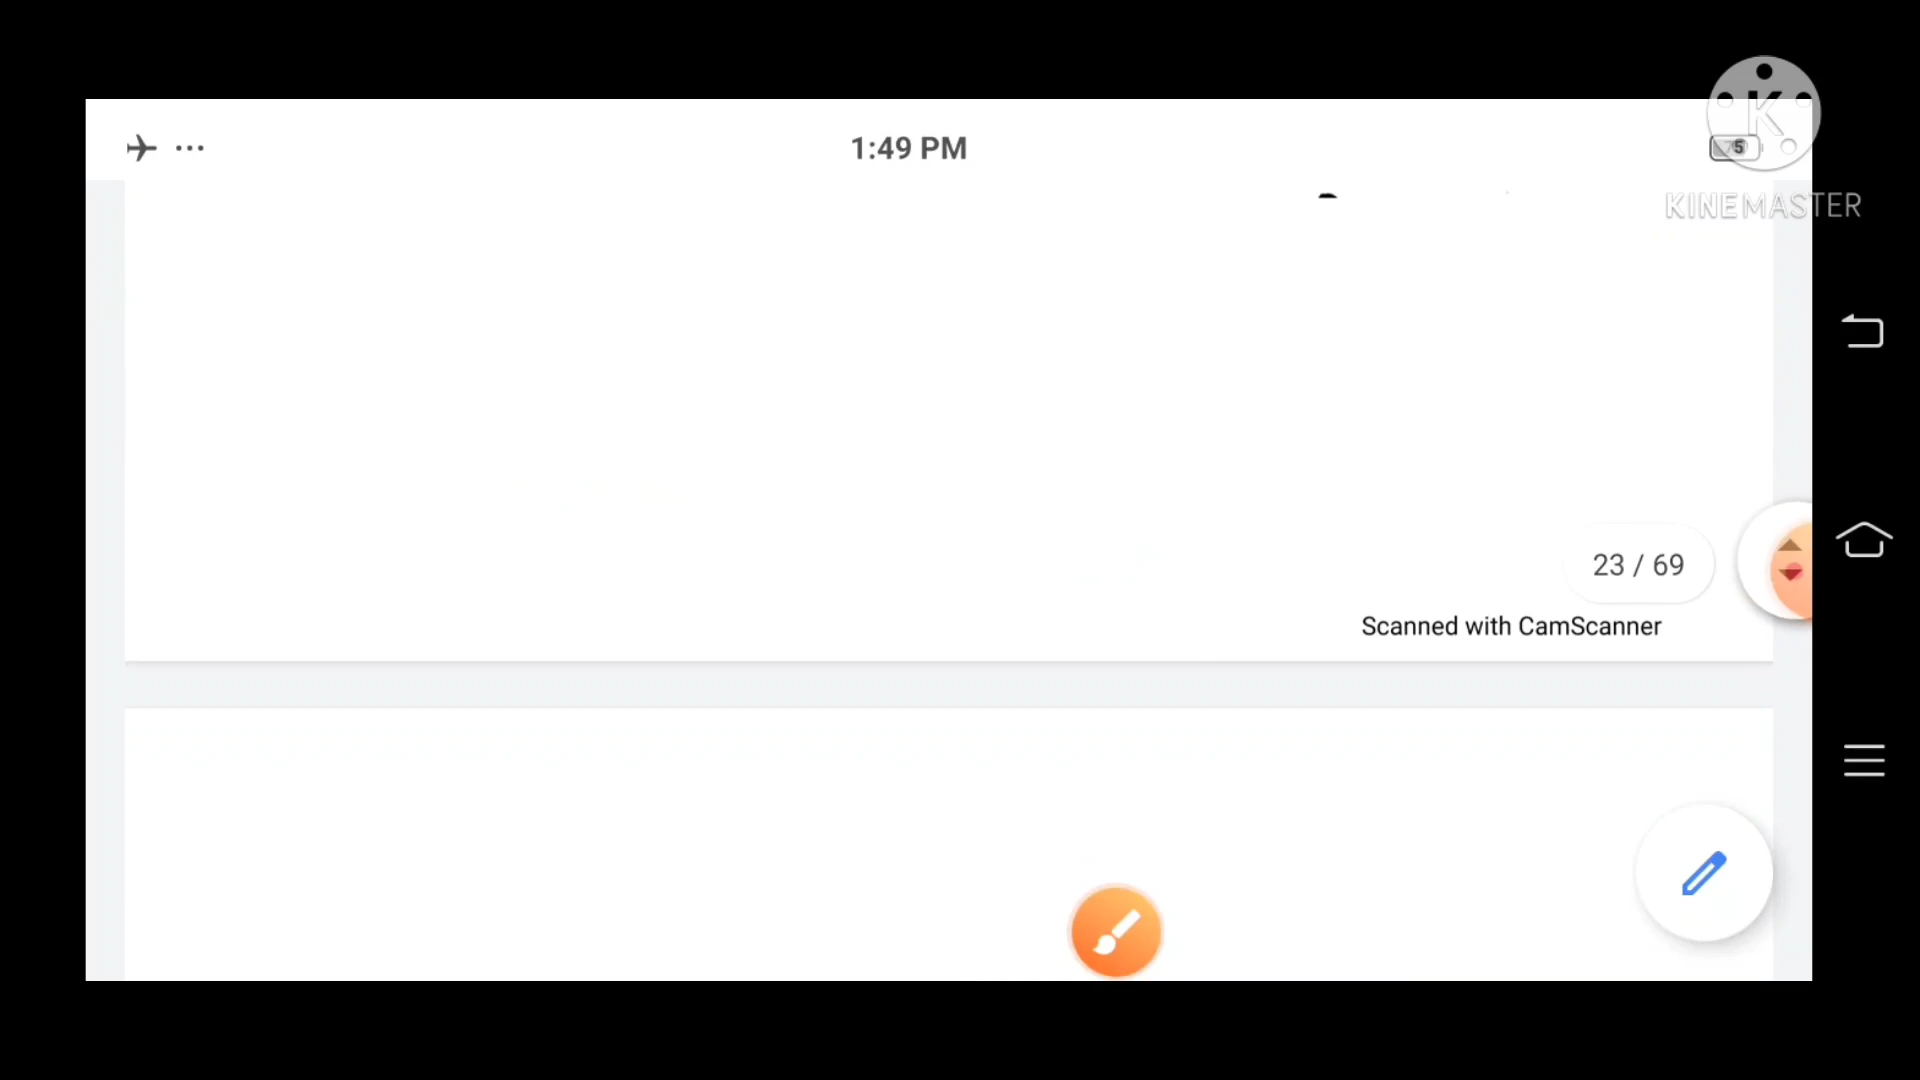 1:49 PM
K
KINEMASTER
23 / 69
Scanned with CamScanner